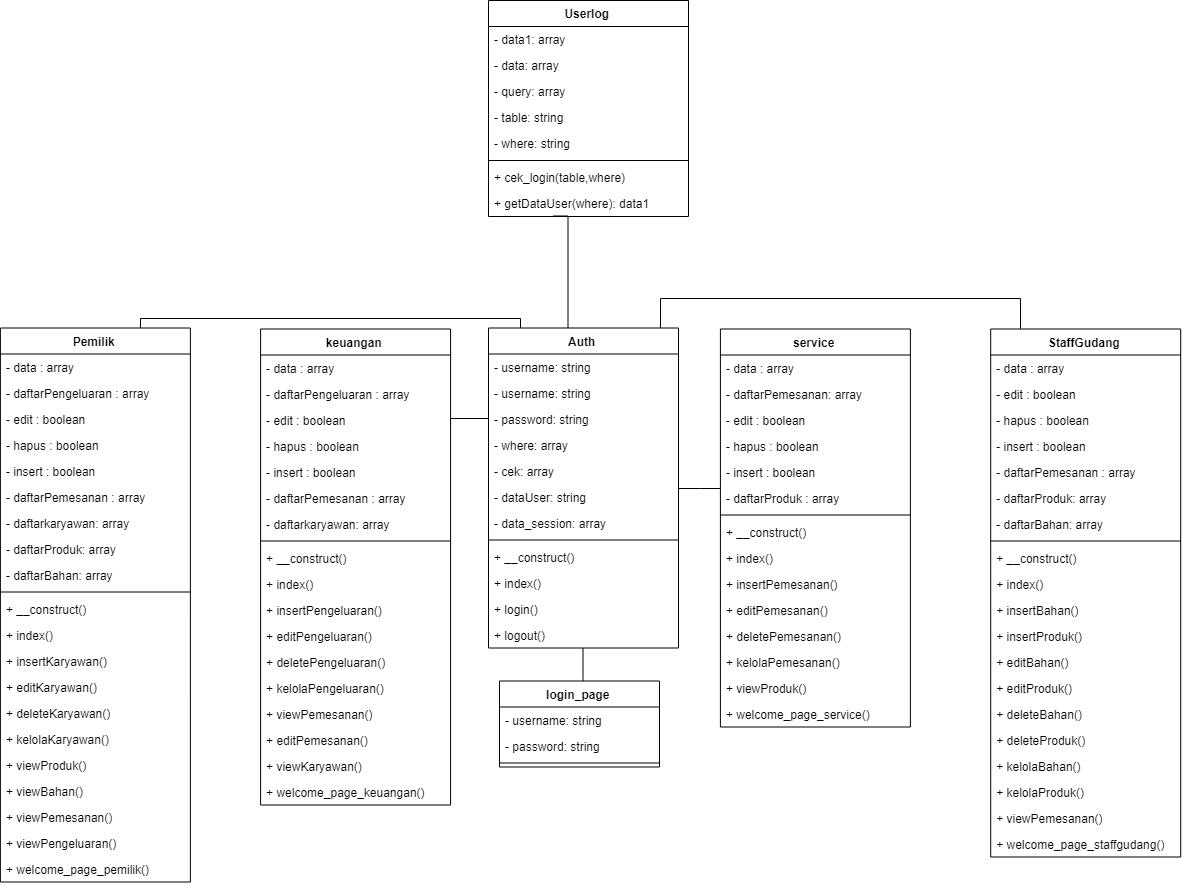 Userlog
- data1: array
- data: array
- query: array
- table: string
- where: string
+ cek_login(table,where)
+ getDataUser(where): data1
Pemilik
- data : array
- daftarPengeluaran : array
- edit : boolean
- hapus : boolean
- insert : boolean
- daftarPemesanan : array
- daftarkaryawan: array
- daftarProduk: array
- daftarBahan: array
+ __construct()
+ index()
+ insertKaryawan()
+ editKaryawan()
+ deleteKaryawan()
+ kelolaKaryawan()
+ viewProduk()
+ viewBahan()
+ viewPemesanan()
+ viewPengeluaran()
+ welcome_page_pemilik()
keuangan
- data : array
- daftarPengeluaran : array
- edit : boolean
- hapus : boolean
- insert : boolean
- daftarPemesanan : array
- daftarkaryawan: array
+ __construct()
+ index()
+ insertPengeluaran()
+ editPengeluaran()
+ deletePengeluaran()
+ kelolaPengeluaran()
+ viewPemesanan()
+ editPemesanan()
+ viewKaryawan()
+ welcome_page_keuangan()
Auth
- username: string
- username: string
- password: string
- where: array
- cek: array
- dataUser: string
- data_session: array
+ __construct()
+ index()
+ login()
+ logout()
login_page
- username: string
- password: string
service
- data : array
- daftarPemesanan: array
- edit : boolean
- hapus : boolean
- insert : boolean
- daftarProduk : array
+ __construct()
+ index()
+ insertPemesanan()
+ editPemesanan()
+ deletePemesanan()
+ kelolaPemesanan()
+ viewProduk()
+ welcome_page_service()
StaffGudang
- data : array
- edit : boolean
- hapus : boolean
- insert : boolean
- daftarPemesanan : array
- daftarProduk: array
- daftarBahan: array
+ __construct()
+ index()
+ insertBahan()
+ insertProduk()
+ editBahan()
+ editProduk()
+ deleteBahan()
+ deleteProduk()
+ kelolaBahan()
+ kelolaProduk()
+ viewPemesanan()
+ welcome_page_staffgudang()